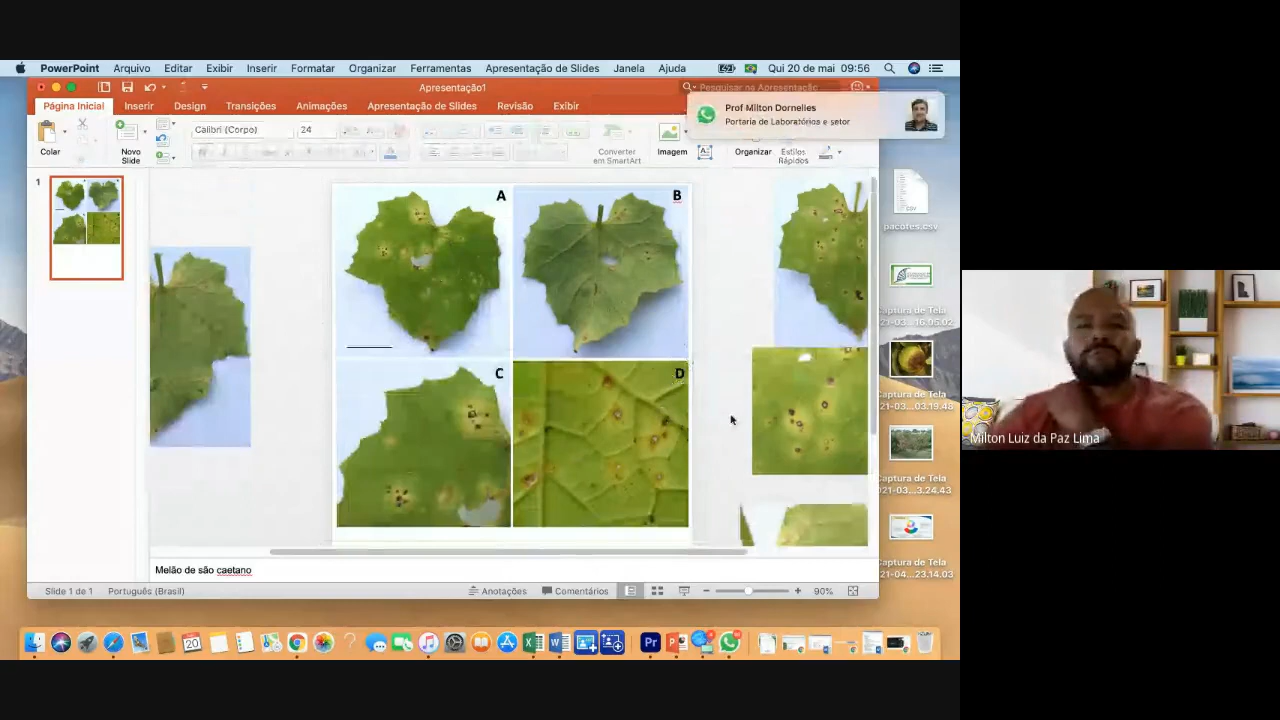 PowerPoint Arquivo Editar Exibir Inserir Formatar Ferramentas Organizar Apresentação de Slides Janela Ajuda Qui 20 de mai 09:56
Apresentação1
Pesquisar na Apresentação
Página Inicial Inserir Design Transições Animações Apresentação de Slides Revisão Exibir
Prof Milton Dornelles
Portaria de Laboratórios e setor
Calibri (Corpo) 24
Colar
Novo
Slide
Converter
em SmartArt
Imagem
Organizar
Estilos
Rápidos
1
A
B
C
D
pacotes.csv
Captura de Tela
Captura de Tela
Captura de Tela
Captura de Tela
Milton Luiz da Paz Lima
Melão de são caetano
Slide 1 de 1 Português (Brasil) Anotações Comentários 90%